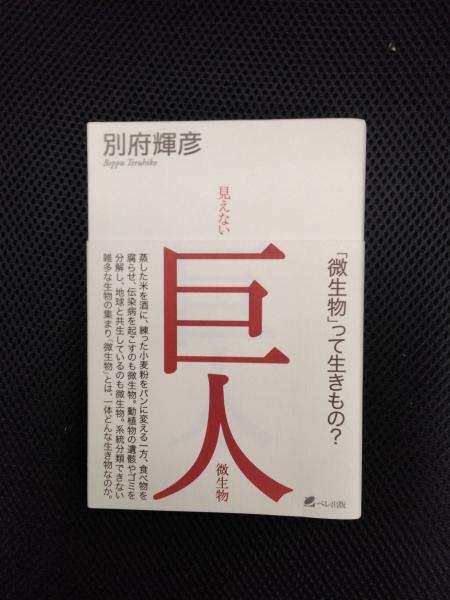 別府輝彦
Beppu Teruhiko
見えない
巨人
微生物
「微生物」って生きもの?
蒸した米を酒に、練った小麦粉をパンに変える一方、食べ物を
腐らせ、伝染病を起こすのも微生物。動植物の遺骸やゴミを
分解し、地球と共生しているのも微生物。系統分類できない
雑多な生物の集まり「微生物」とは、一体どんな生き物なのか。
ベレ出版